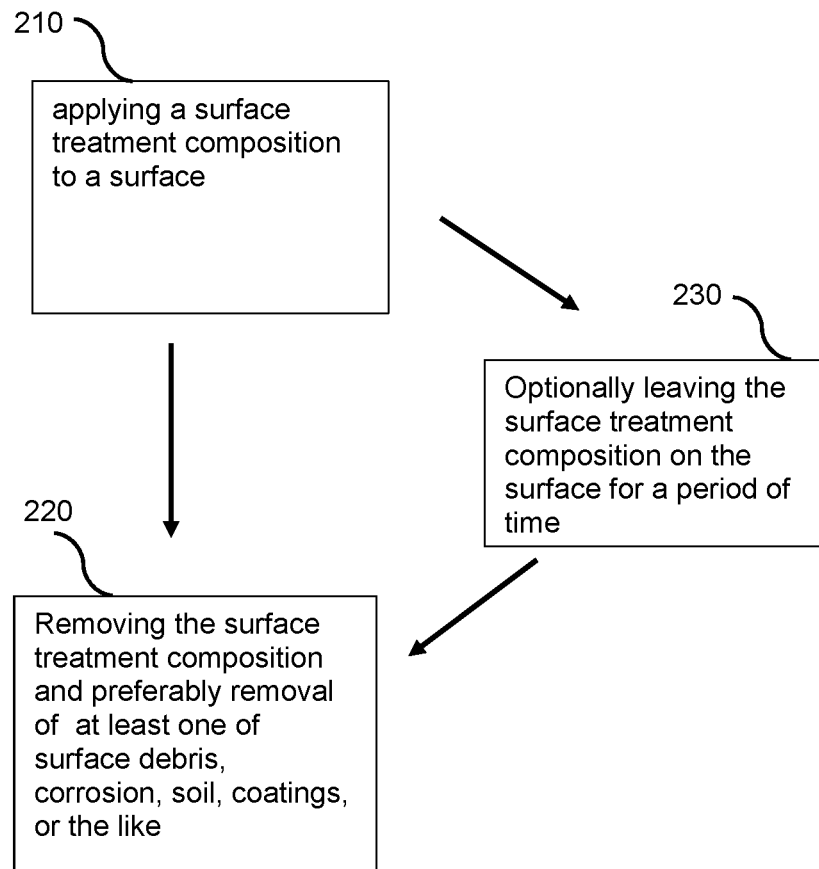 210
applying a surface
treatment composition
to a surface
230
Optionally leaving the
surface treatment
composition on the
surface for a period of
time
220
Removing the surface
treatment composition
and preferably removal
of at least one of
surface debris,
corrosion, soil, coatings,
or the like